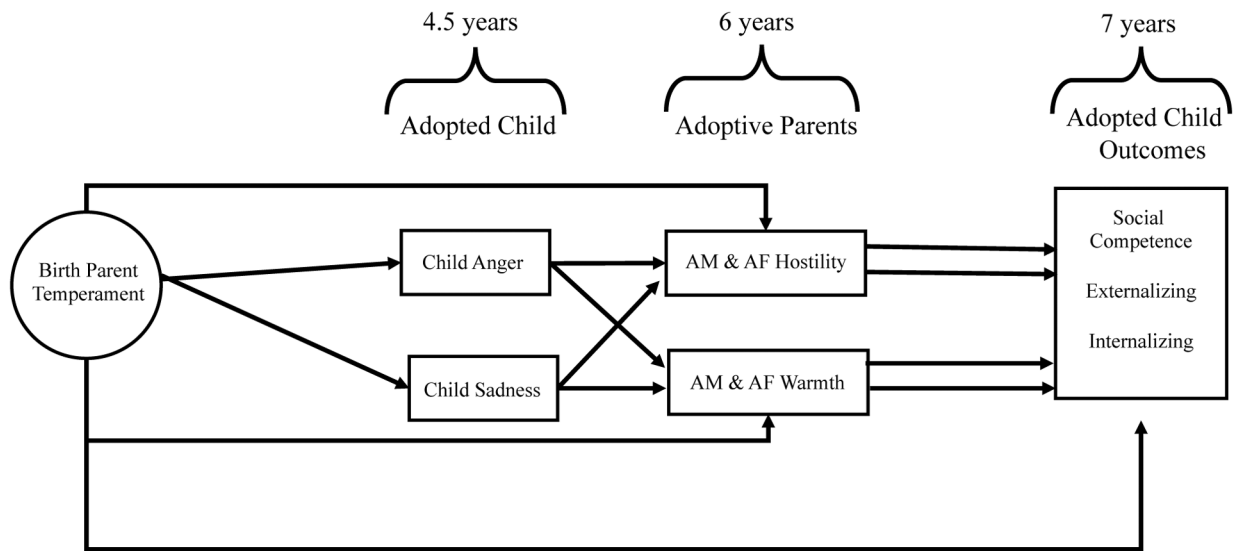 4.5 years
6 years
7 years
Adopted Child
Adoptive Parents
Adopted Child
Outcomes
Birth Parent
Temperament
Child Anger
Child Sadness
AM & AF Hostility
AM & AF Warmth
Social
Competence
Externalizing
Internalizing